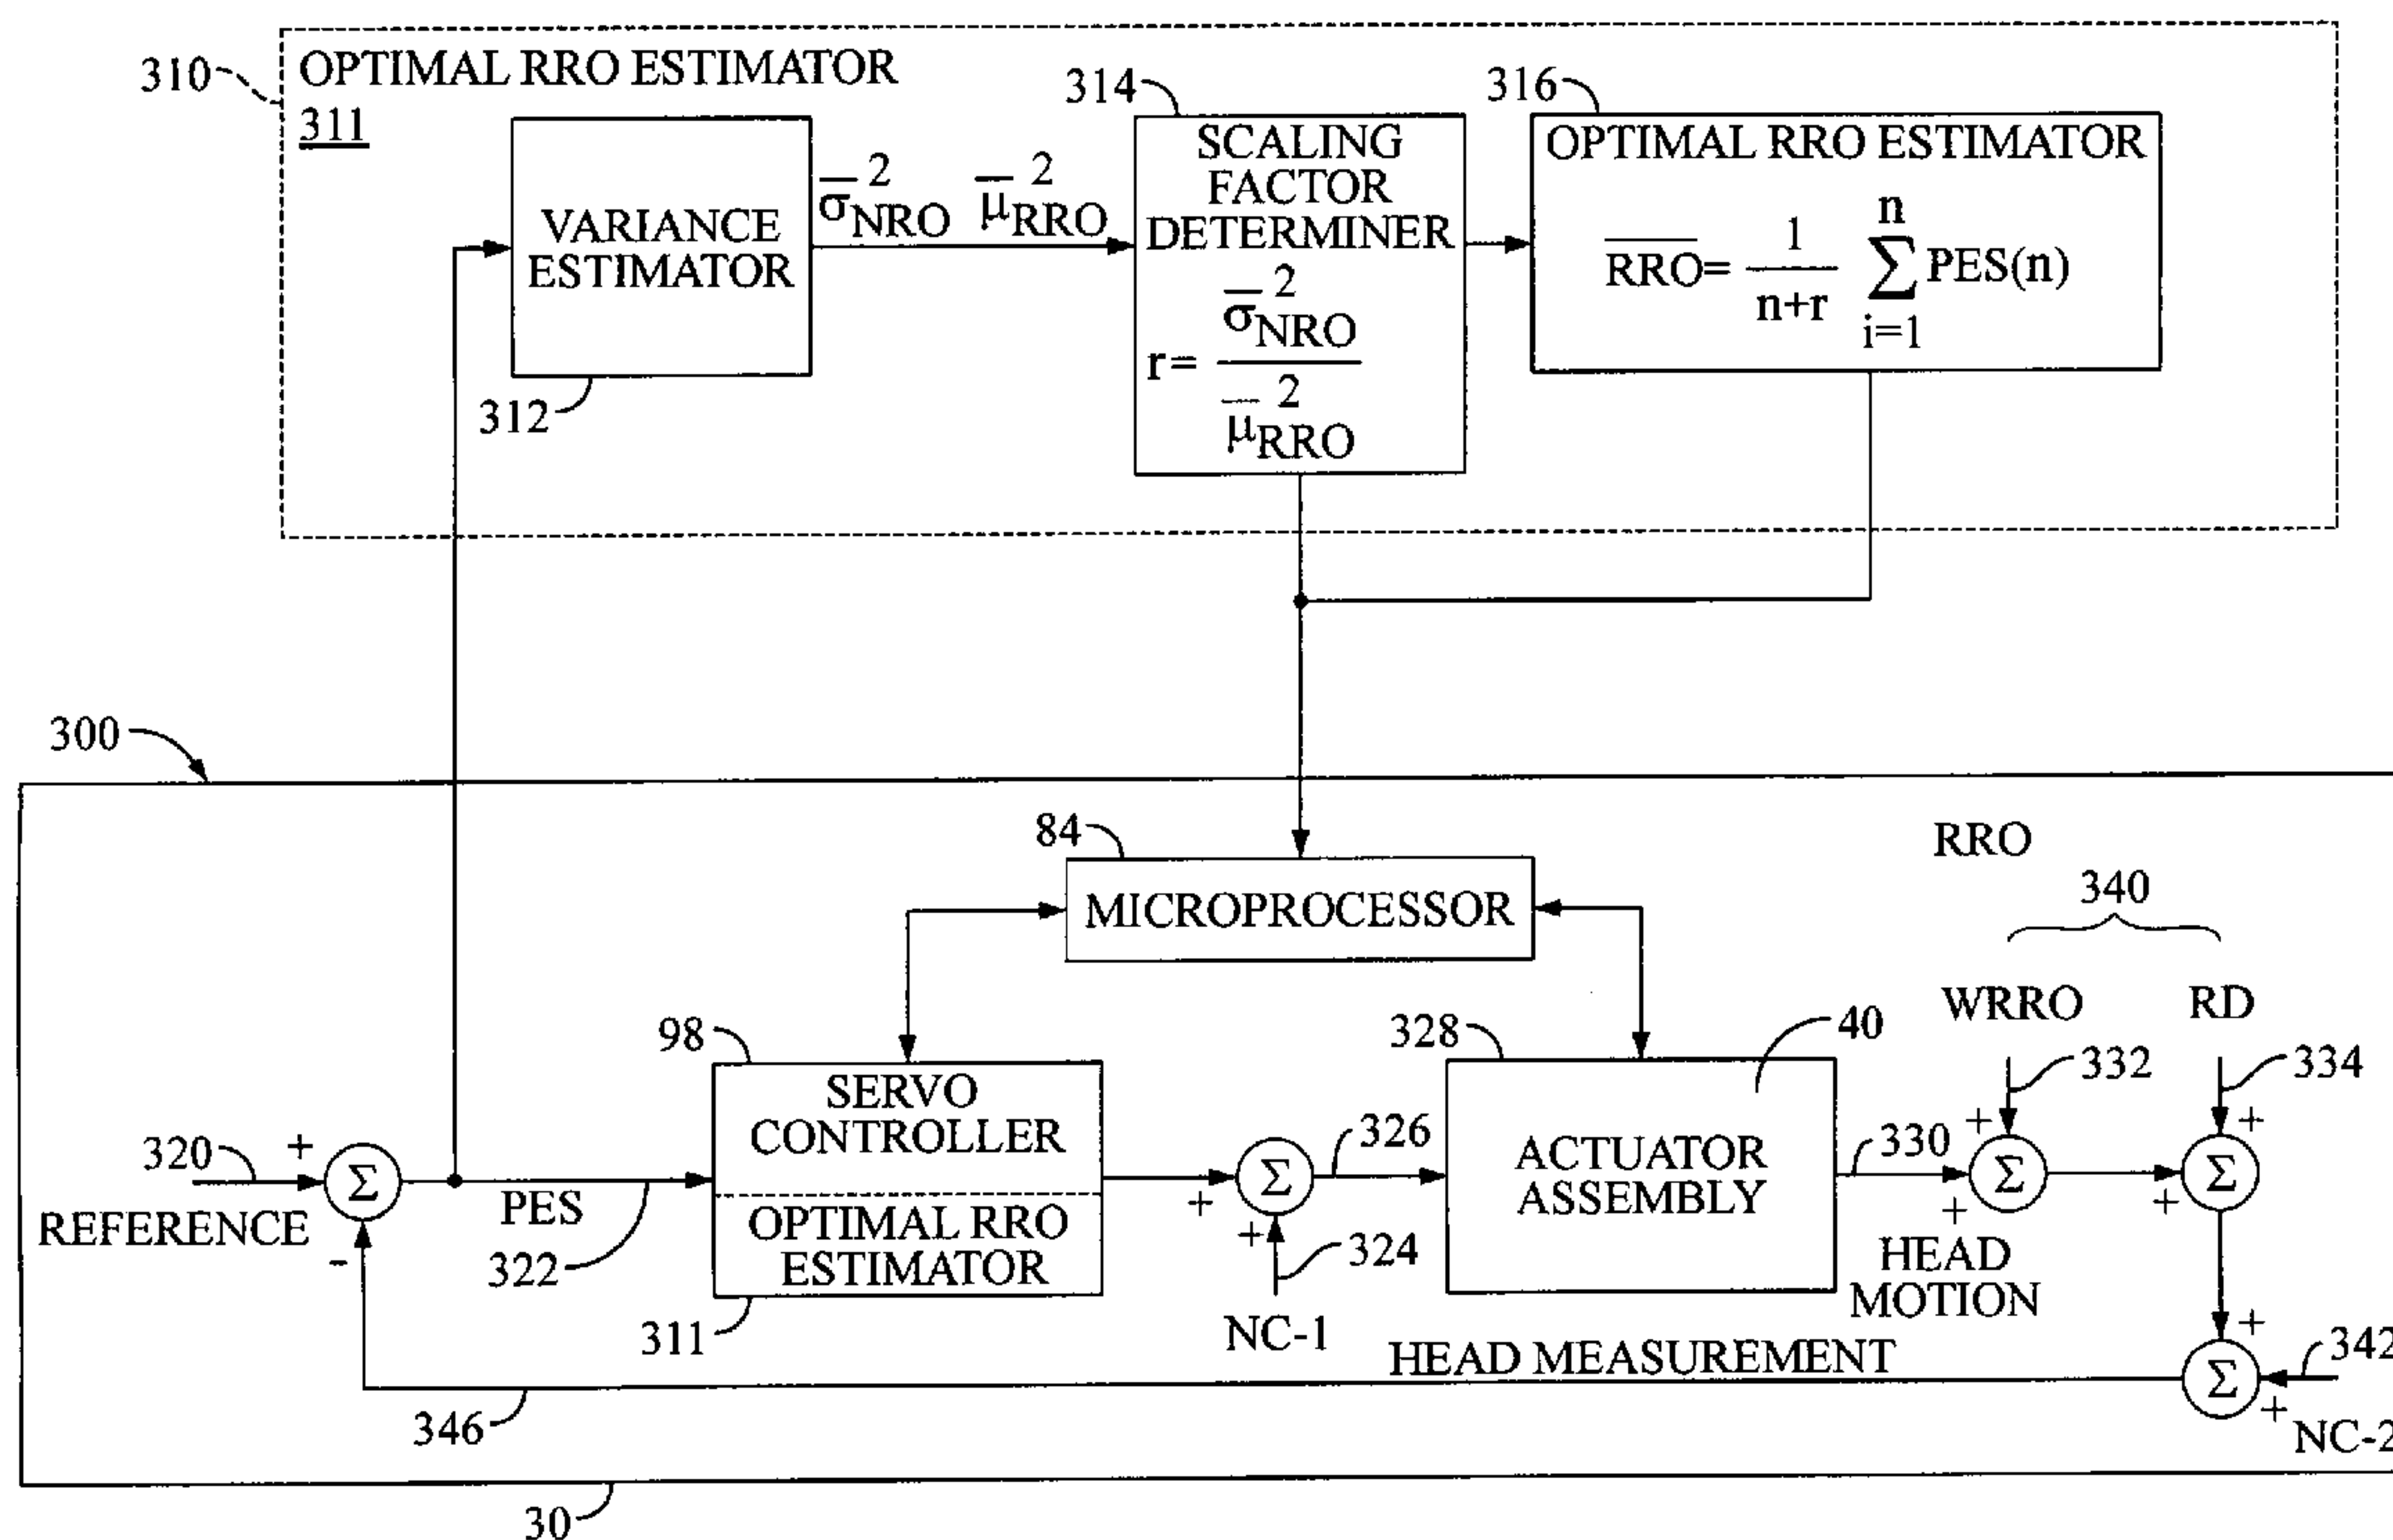 310
OPTIMAL RRO ESTIMATOR
311
314
316
VARIANCE
ESTIMATOR
312
σ̅²NRO μ̅²RRO
SCALING
FACTOR
DETERMINER
r= σ̅²NRO / μ̅²RRO
OPTIMAL RRO ESTIMATOR
R̅R̅O̅= 1/(n+r) n Σ i=1 PES(n)
300
84
MICROPROCESSOR
RRO
340
WRRO
RD
332
334
98
SERVO
CONTROLLER
OPTIMAL RRO
ESTIMATOR
311
328
40
ACTUATOR
ASSEMBLY
320
+
Σ
-
REFERENCE
PES
322
+
Σ
+
326
324
NC-1
330
+
Σ
+
HEAD
MOTION
+
Σ
+
+
Σ
+
342
NC-2
HEAD MEASUREMENT
346
30